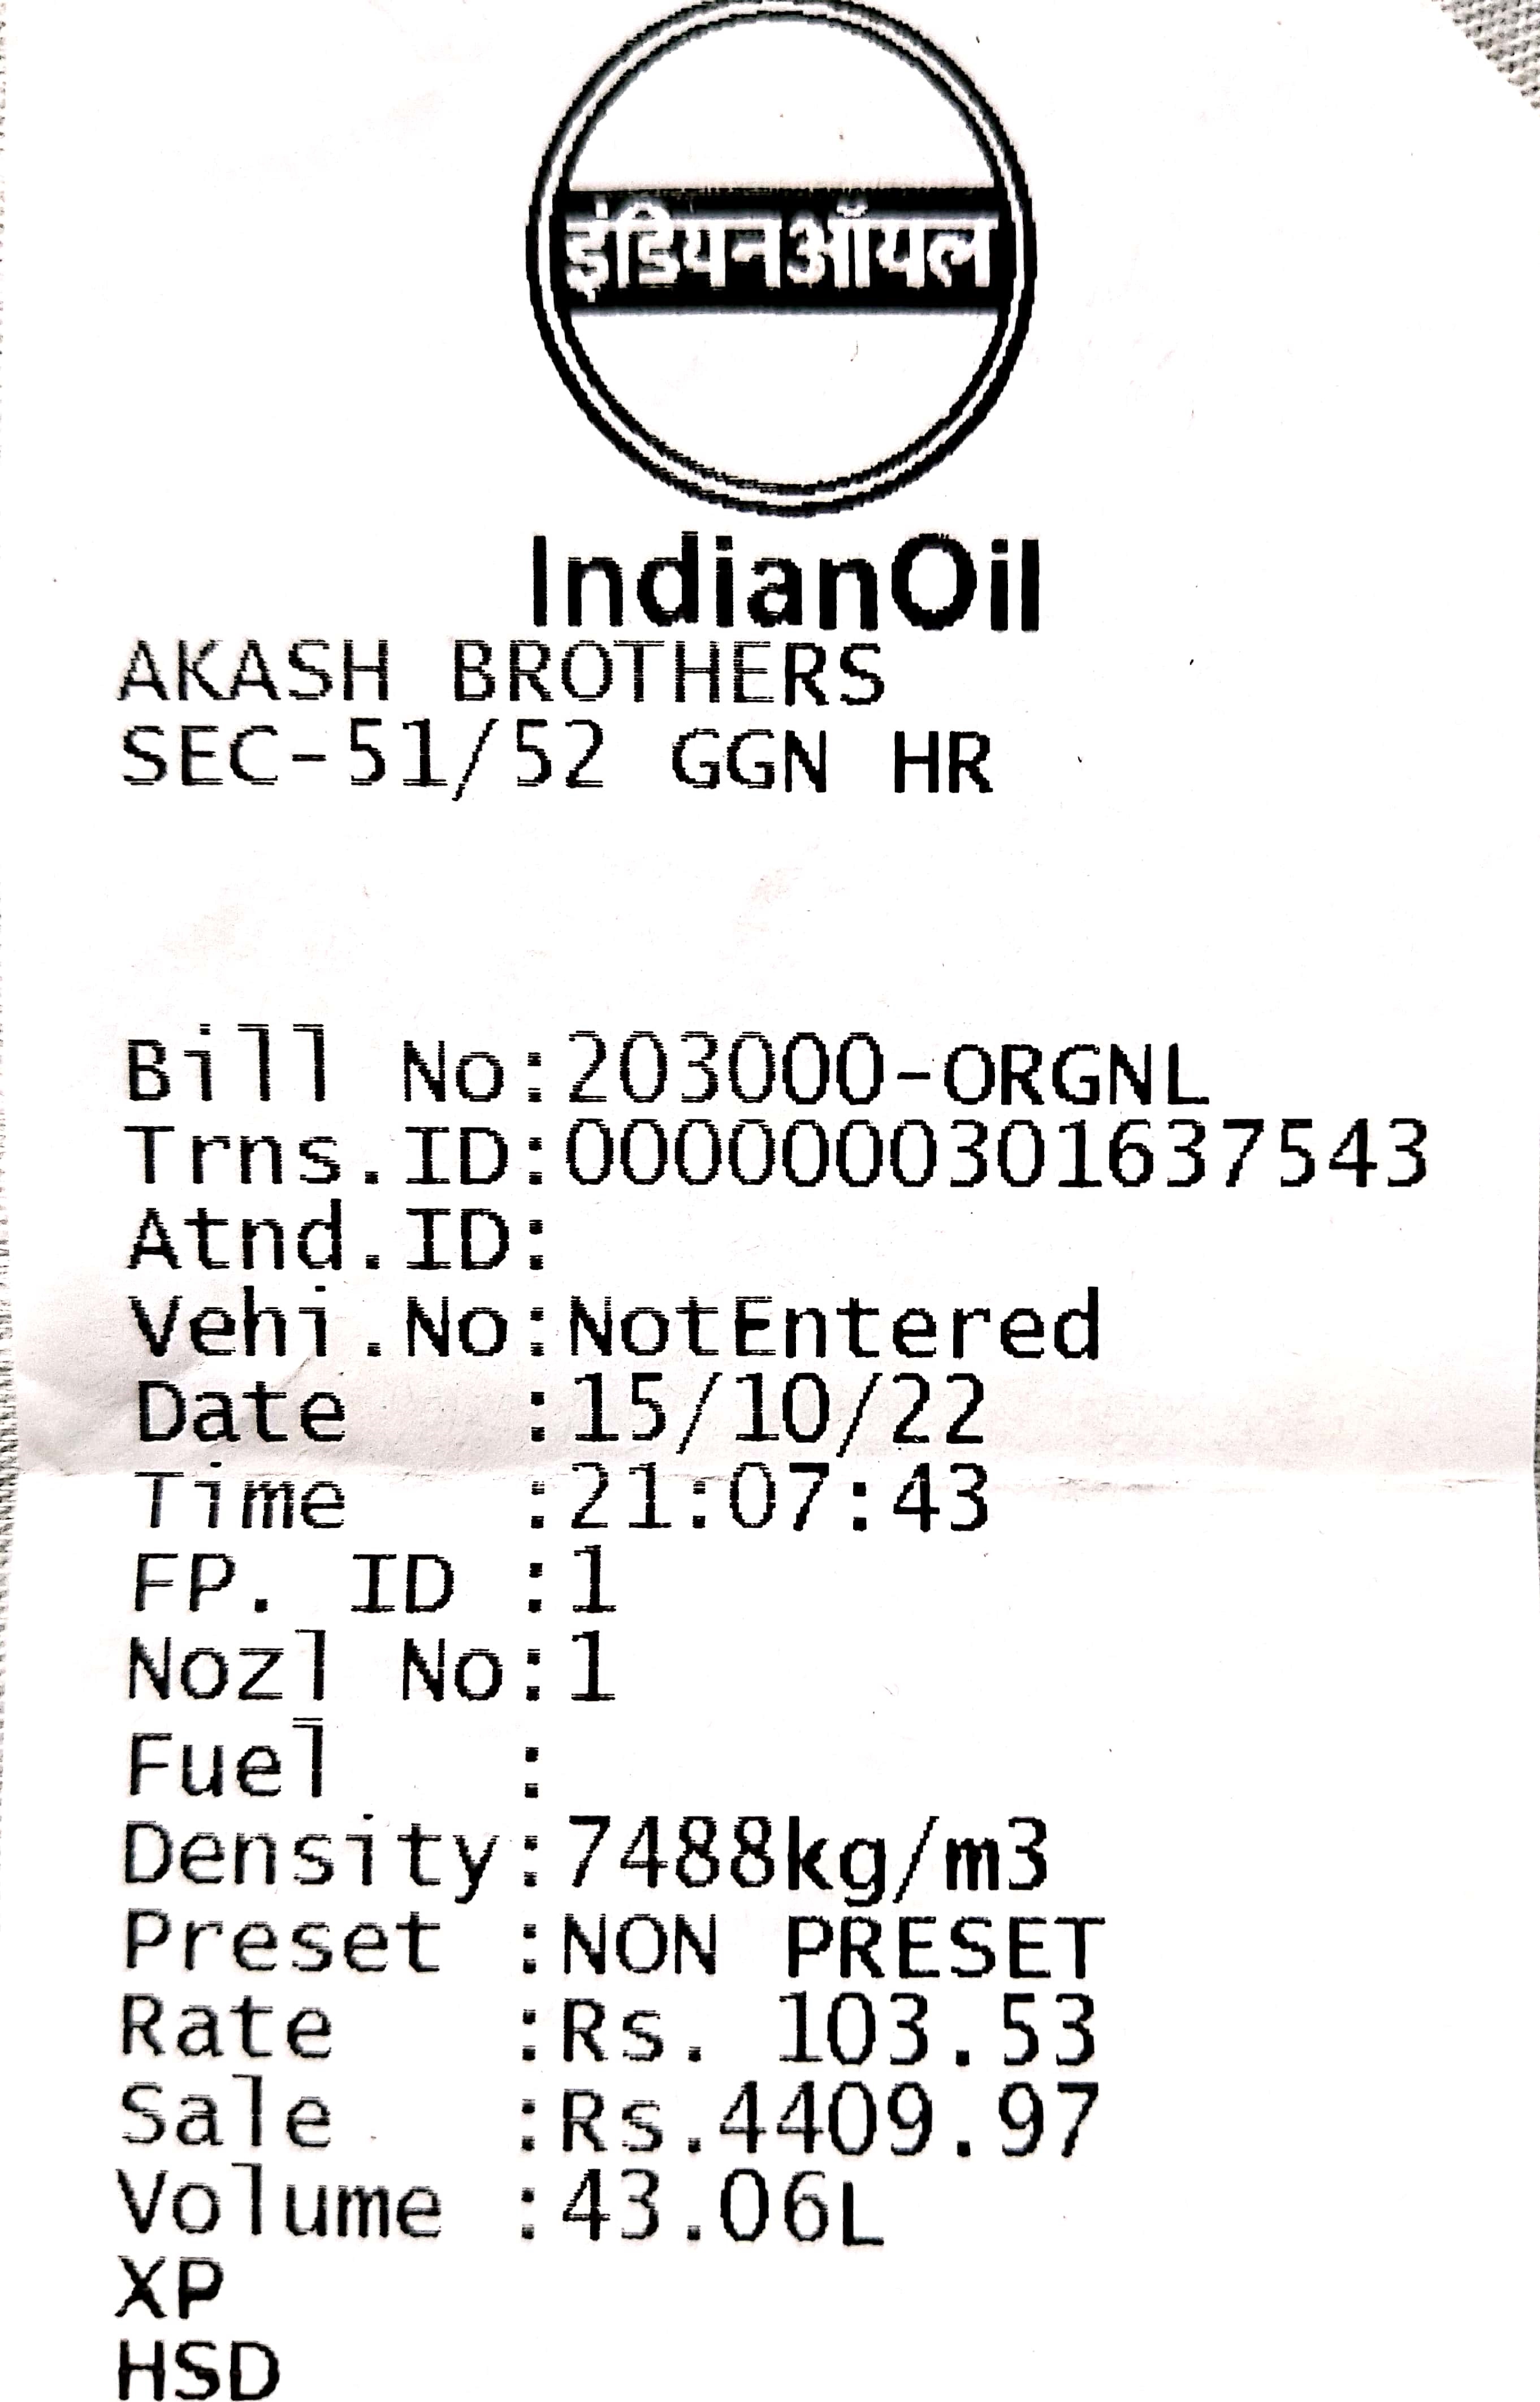 इंडियनऑयल
IndianOil
AKASH BROTHERS
SEC-51/52 GGN HR
Bill No:203000-ORGNL
Trns.ID:0000000301637543
Atnd.ID:
Vehi.No:NotEntered
Date :15/10/22
Time :21:07:43
FP. ID :1
Nozl No:1
Fuel :
Density:7488kg/m3
Preset :NON PRESET
Rate :Rs. 103.53
Sale :Rs.4409.97
Volume :43.06L
XP
HSD